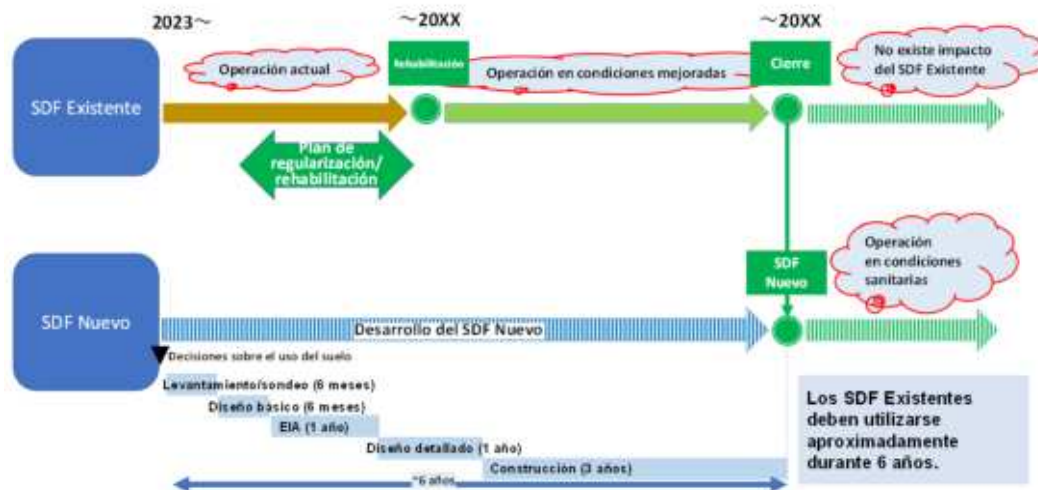 2023～
～20XX
～20XX
SDF Existente
Operación actual
Rehabilitación
Operación en condiciones mejoradas
Cierre
No existe impacto
del SDF Existente
Plan de
regularización/
rehabilitación
SDF Nuevo
SDF
Nuevo
Operación
en condiciones
sanitarias
Desarrollo del SDF Nuevo
Decisiones sobre el uso del suelo
Levantamiento/sondeo (6 meses)
Diseño básico (6 meses)
EIA (1 año)
Diseño detallado (1 año)
Construcción (3 años)
~6 años
Los SDF Existentes
deben utilizarse
aproximadamente
durante 6 años.